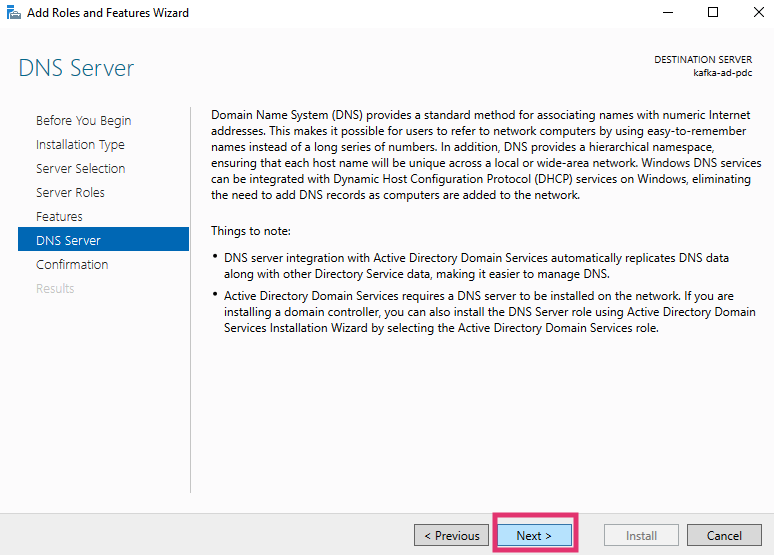 Add Roles and Features Wizard
DNS Server
DESTINATION SERVER
kafka-ad-pdc
Before You Begin
Installation Type
Server Selection
Server Roles
Features
DNS Server
Confirmation
Results
Domain Name System (DNS) provides a standard method for associating names with numeric Internet
addresses. This makes it possible for users to refer to network computers by using easy-to-remember
names instead of a long series of numbers. In addition, DNS provides a hierarchical namespace,
ensuring that each host name will be unique across a local or wide-area network. Windows DNS services
can be integrated with Dynamic Host Configuration Protocol (DHCP) services on Windows, eliminating
the need to add DNS records as computers are added to the network.
Things to note:
• DNS server integration with Active Directory Domain Services automatically replicates DNS data
along with other Directory Service data, making it easier to manage DNS.
• Active Directory Domain Services requires a DNS server to be installed on the network. If you are
installing a domain controller, you can also install the DNS Server role using Active Directory Domain
Services Installation Wizard by selecting the Active Directory Domain Services role.
< Previous
Next >
Install
Cancel